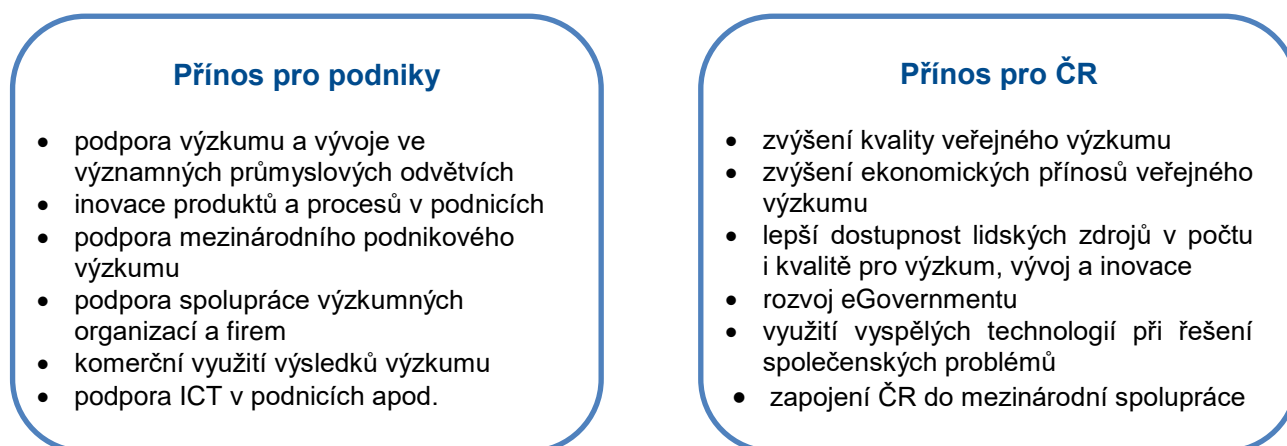 Přínos pro podniky
• podpora výzkumu a vývoje ve
významných průmyslových odvětvích
• inovace produktů a procesů v podnicích
• podpora mezinárodního podnikového
výzkumu
• podpora spolupráce výzkumných
organizací a firem
• komerční využití výsledků výzkumu
• podpora ICT v podnicích apod.
Přínos pro ČR
• zvýšení kvality veřejného výzkumu
• zvýšení ekonomických přínosů veřejného
výzkumu
• lepší dostupnost lidských zdrojů v počtu
i kvalitě pro výzkum, vývoj a inovace
• rozvoj eGovernmentu
• využití vyspělých technologií při řešení
společenských problémů
• zapojení ČR do mezinárodní spolupráce